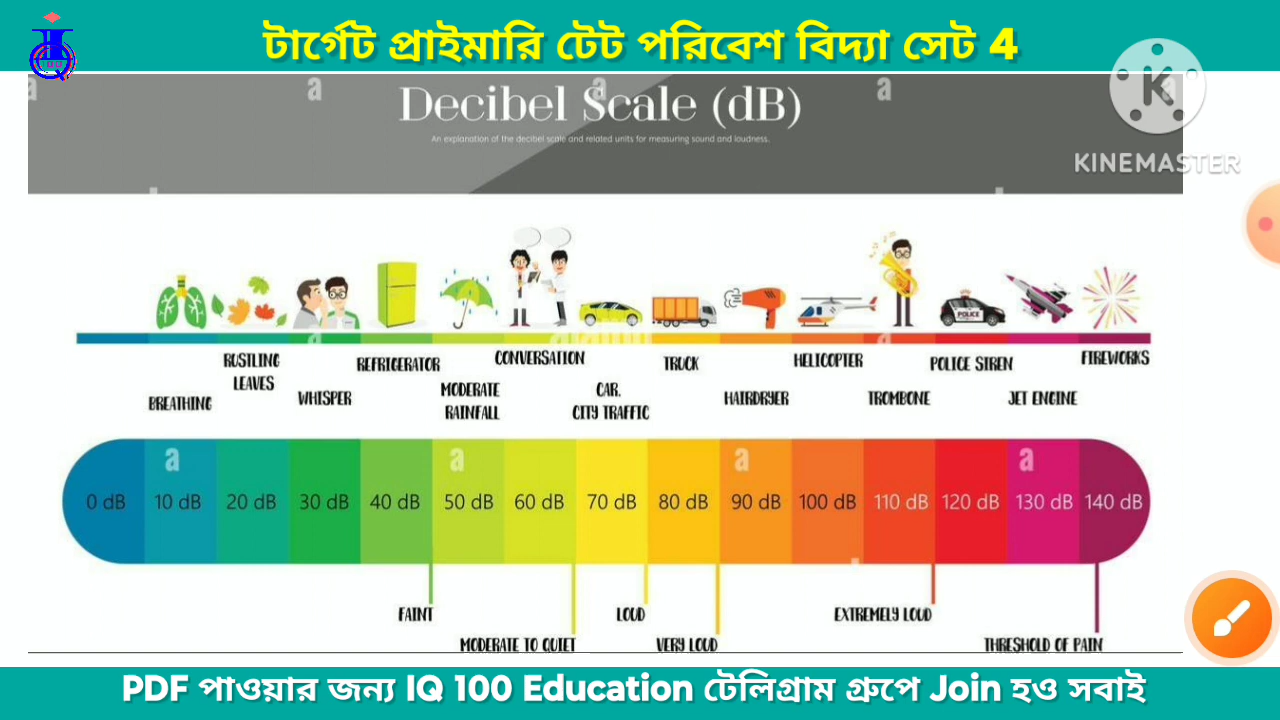 টার্গেট প্রাইমারি টেট পরিবেশ বিদ্যা সেট 4
Decibel Scale (dB)
An explanation of the decibel scale and related units for measuring sound and loudness.
KINEMASTER
BREATHING
RUSTLING
LEAVES
WHISPER
REFRIGERATOR
MODERATE
RAINFALL
CONVERSATION
CAR,
CITY TRAFFIC
TRUCK
HAIRDRYER
HELICOPTER
TROMBONE
POLICE SIREN
JET ENGINE
FIREWORKS
POLICE
0 dB 10 dB 20 dB 30 dB 40 dB 50 dB 60 dB 70 dB 80 dB 90 dB 100 dB 110 dB 120 dB 130 dB 140 dB
FAINT
MODERATE TO QUIET
LOUD
VERY LOUD
EXTREMELY LOUD
THRESHOLD OF PAIN
PDF পাওয়ার জন্য IQ 100 Education টেলিগ্রাম গ্রুপে Join হও সবাই